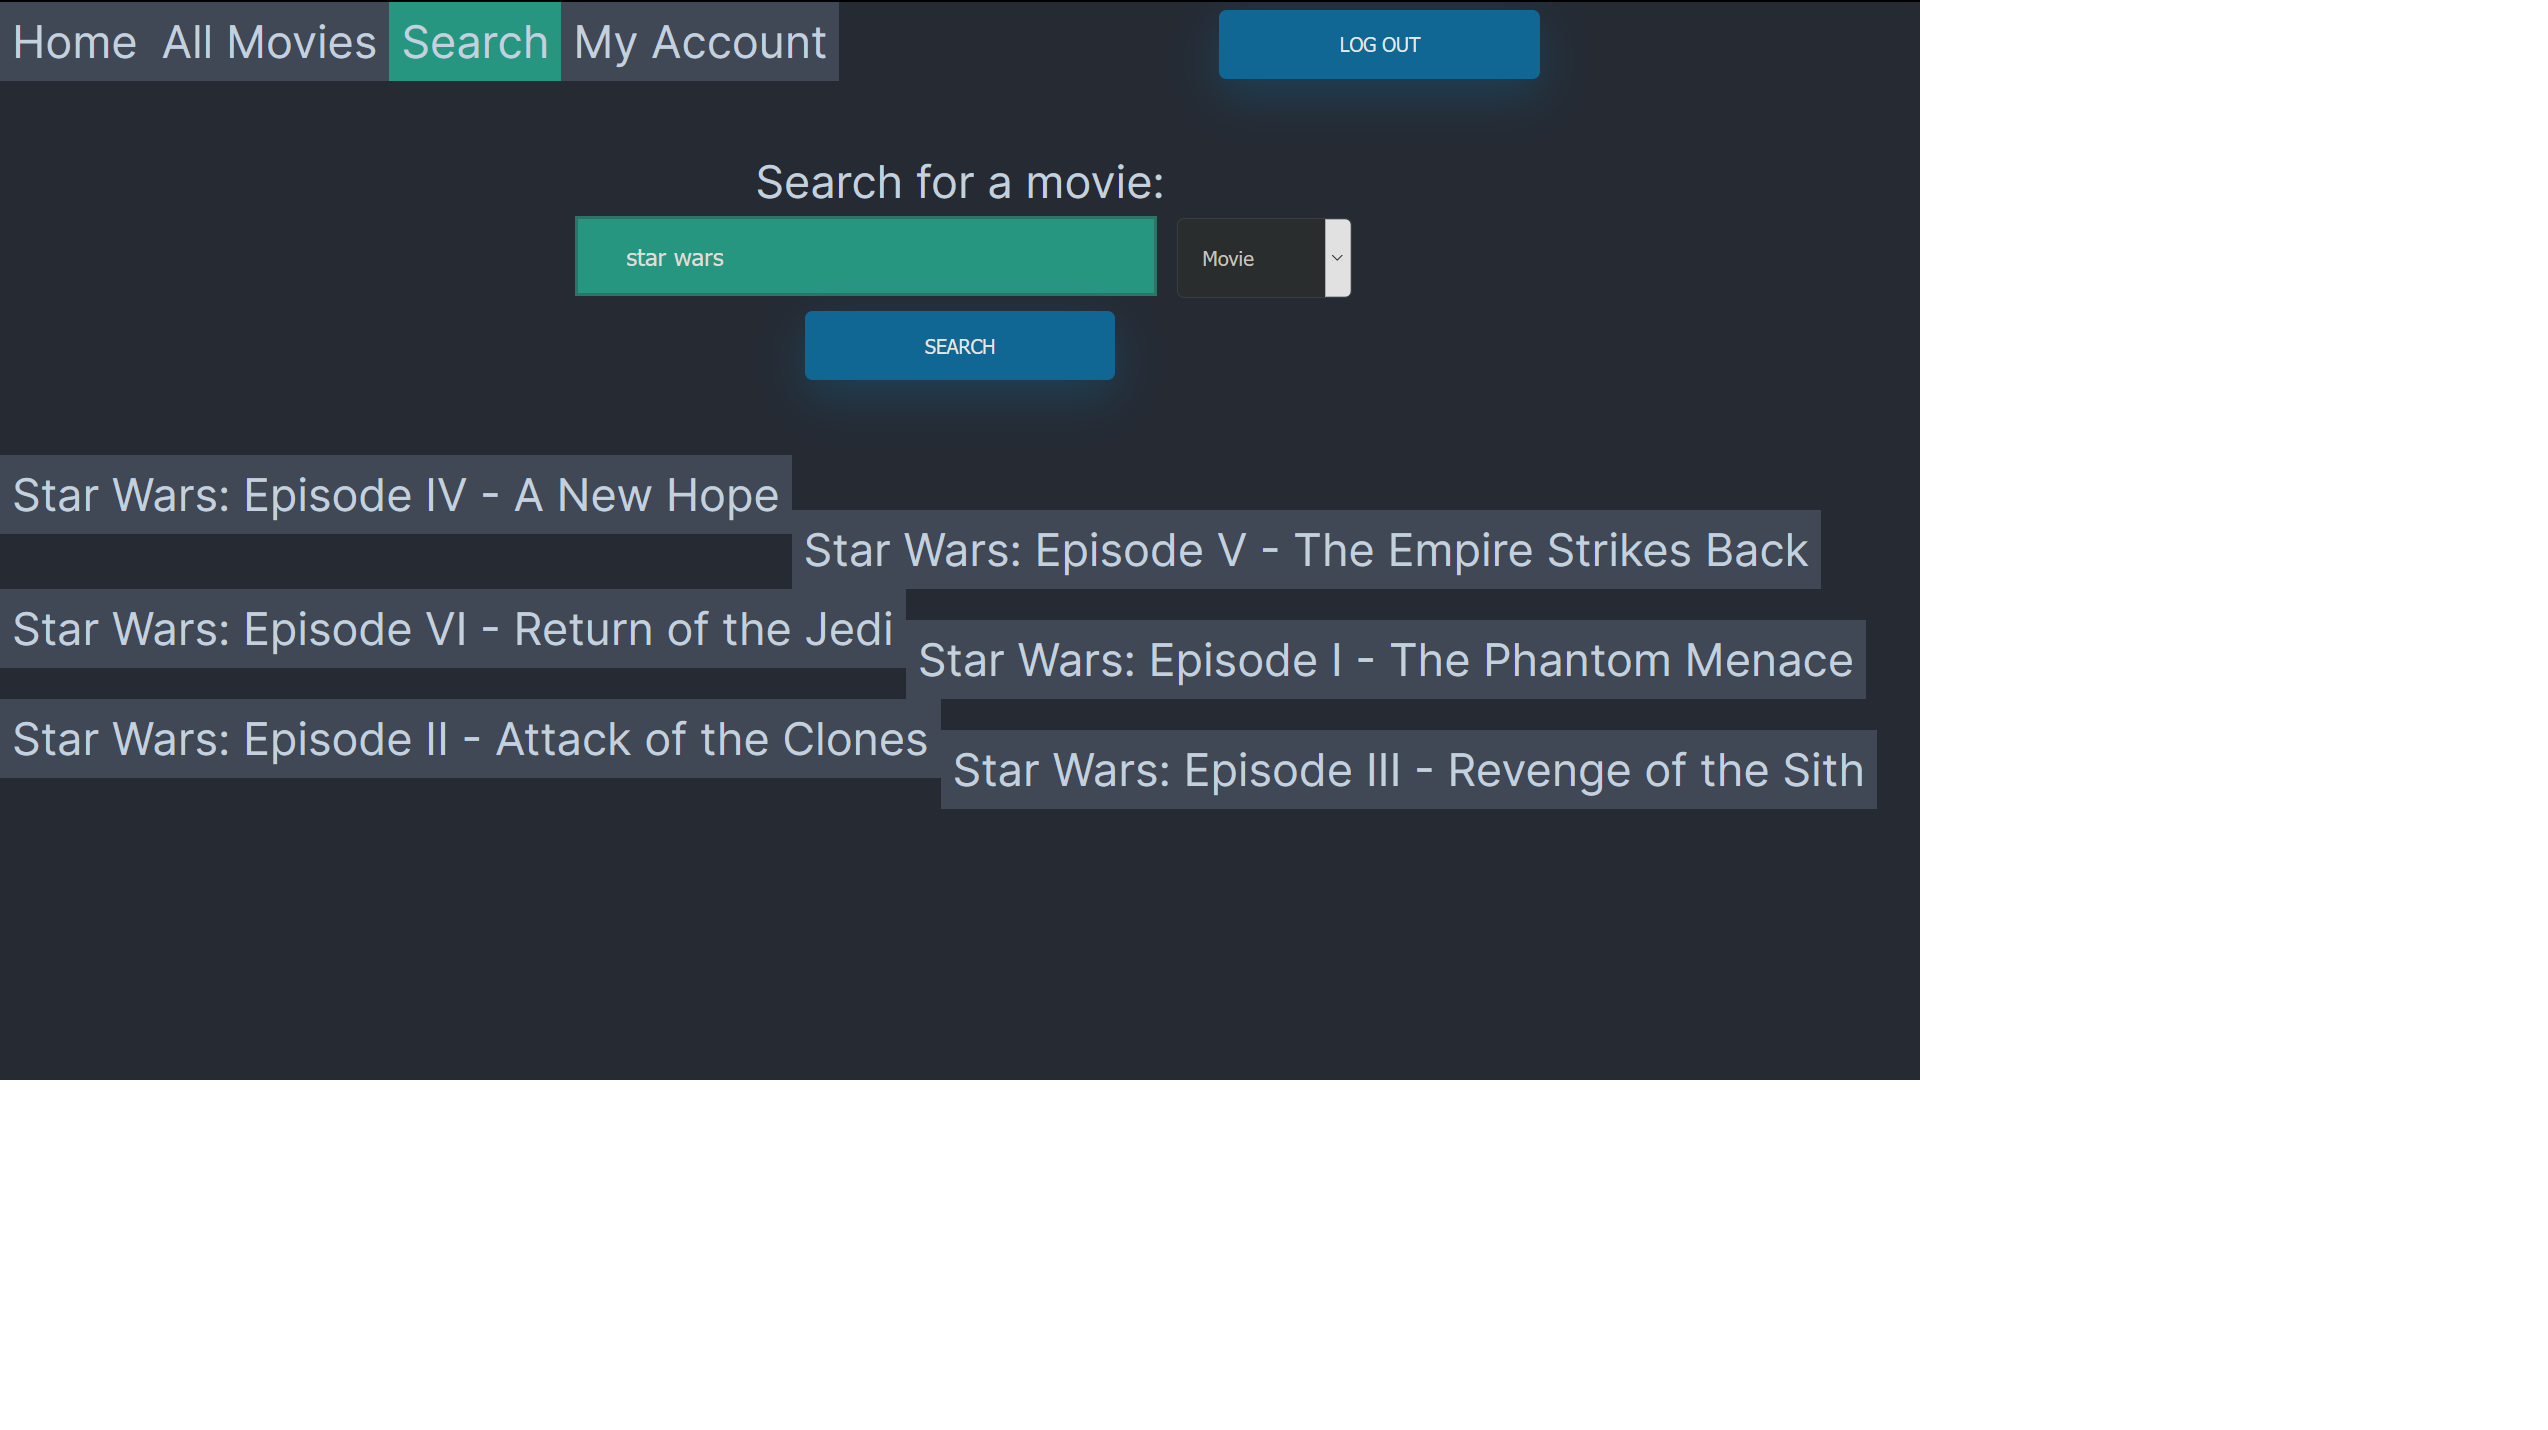 Home All Movies Search My Account
LOG OUT
Search for a movie:
star wars
Movie
SEARCH
Star Wars: Episode IV - A New Hope
Star Wars: Episode V - The Empire Strikes Back
Star Wars: Episode VI - Return of the Jedi
Star Wars: Episode I - The Phantom Menace
Star Wars: Episode II - Attack of the Clones
Star Wars: Episode III - Revenge of the Sith